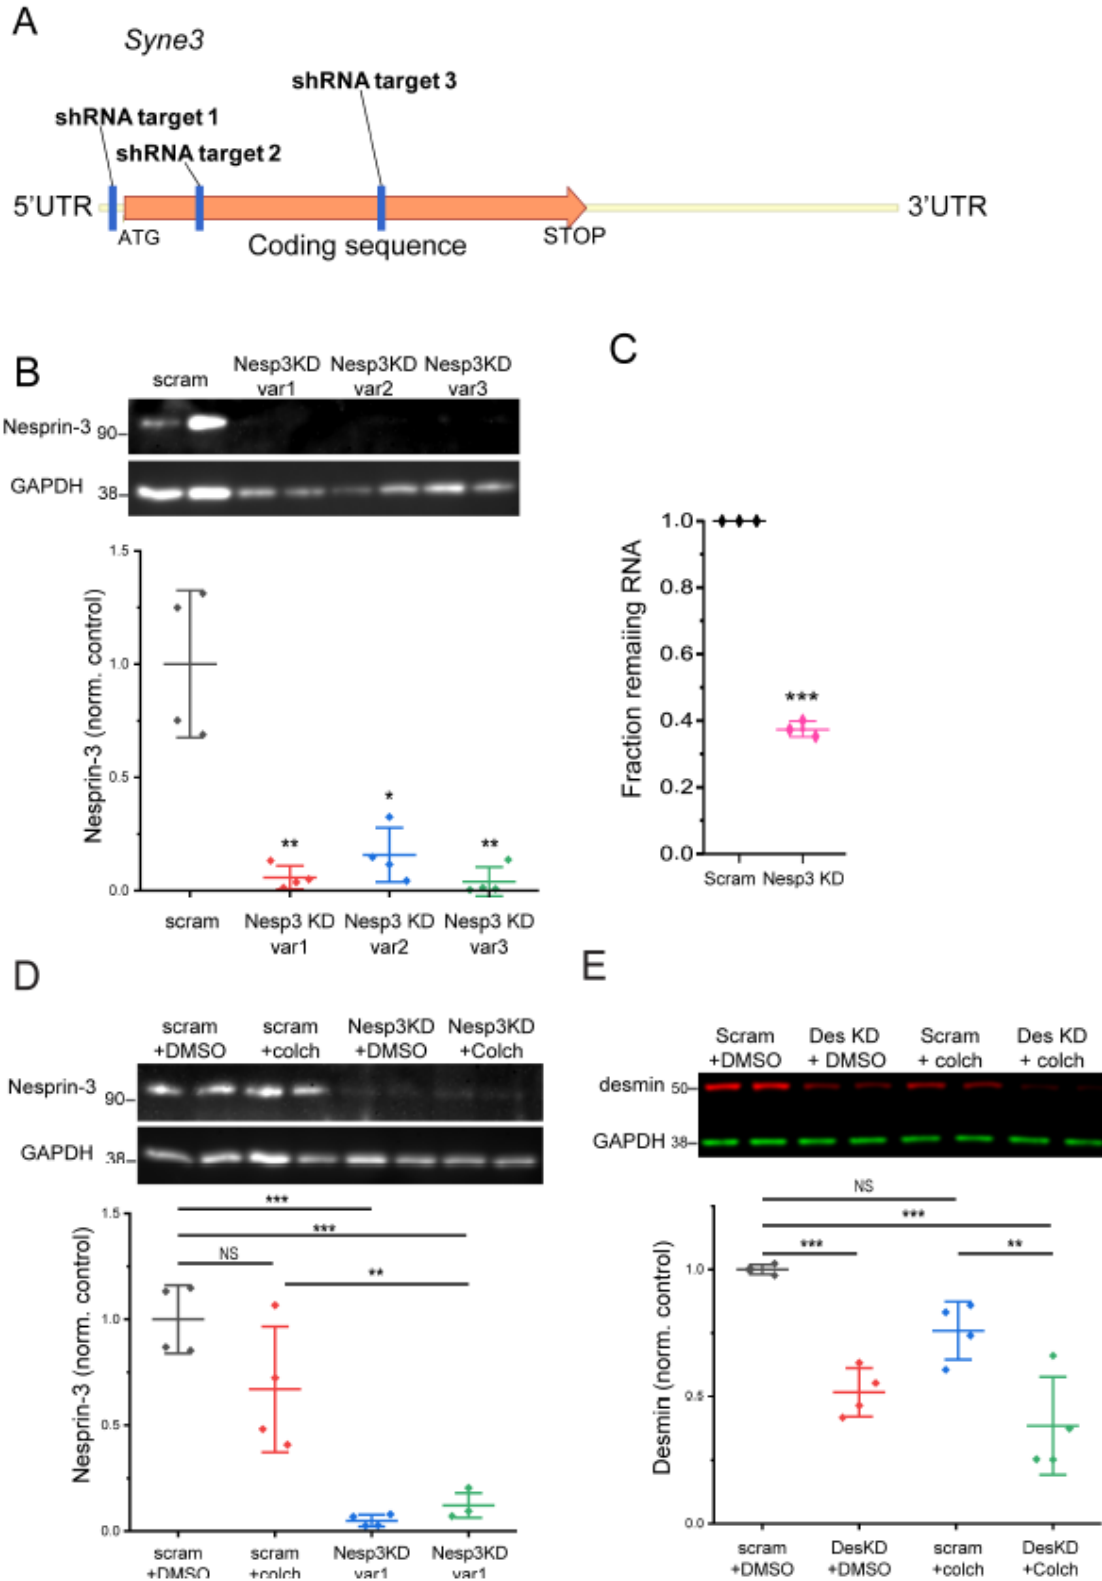 A
Syne3
shRNA target 3
shRNA target 1
shRNA target 2
5'UTR
3'UTR
ATG
STOP
Coding sequence
B
scram
Nesp3KD Nesp3KD Nesp3KD
var1 var2 var3
Nesprin-3 90
GAPDH 38
1.5
1.0
0.5
0.0
Nesprin-3 (norm. control)
** * **
scram Nesp3 KD Nesp3 KD Nesp3 KD
var1 var2 var3
C
1.0
0.8
0.6
0.4
0.2
0.0
Fraction remaiing RNA
***
Scram Nesp3 KD
D
scram scram Nesp3KD Nesp3KD
+DMSO +colch +DMSO +Colch
Nesprin-3 90
GAPDH 38
1.5
1.0
0.5
0.0
Nesprin-3 (norm. control)
***
***
NS
**
scram scram Nesp3KD Nesp3KD
+DMSO +colch var1 var1
E
Scram Des KD Scram Des KD
+DMSO + DMSO + colch + colch
desmin 50
GAPDH 38
NS
***
*** **
1.0
0.5
0.0
Desmin (norm. control)
scram DesKD scram DesKD
+DMSO +DMSO +colch +Colch